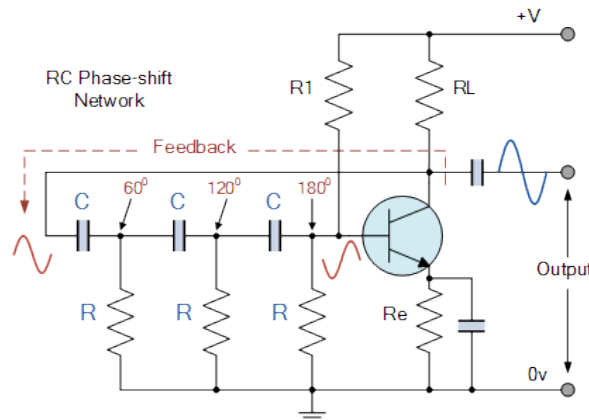 +V
RC Phase-shift
Network
R1
RL
Feedback
60⁰
120⁰
180⁰
C
C
C
Output
R
R
R
Re
0v